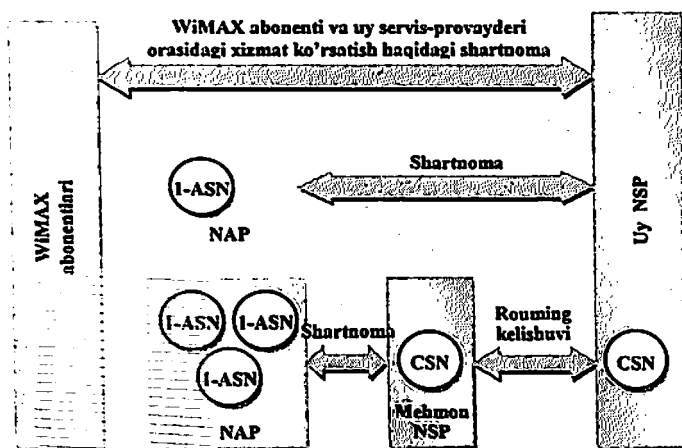 WiMAX abonenti va uy servis-provayderi
orasidagi xizmat ko'rsatish haqidagi shartnoma
WiMAX
abonentlari
1-ASN
NAP
Shartnoma
Uy NSP
1-ASN
1-ASN
1-ASN
NAP
Shartnoma
CSN
Mehmon
NSP
Rouming
kelishuvi
CSN